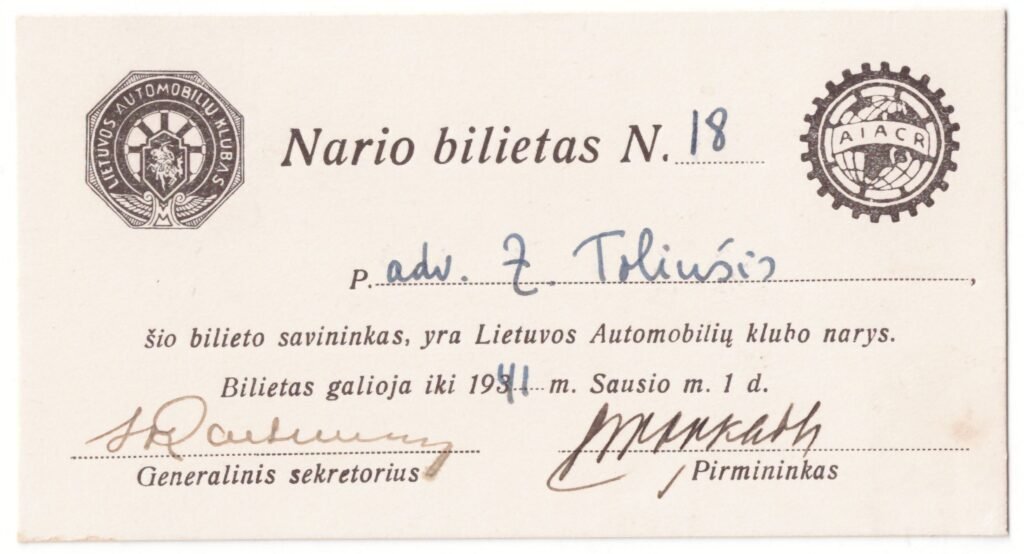 LIETUVOS AUTOMOBILIŲ KLUBAS
Nario bilietas N. 18
AIACR
P. adv. Z. Toliušis,
šio bilieto savininkas, yra Lietuvos Automobilių klubo narys.
Bilietas galioja iki 1941 m. Sausio m. 1 d.
Generalinis sekretorius
Pirmininkas